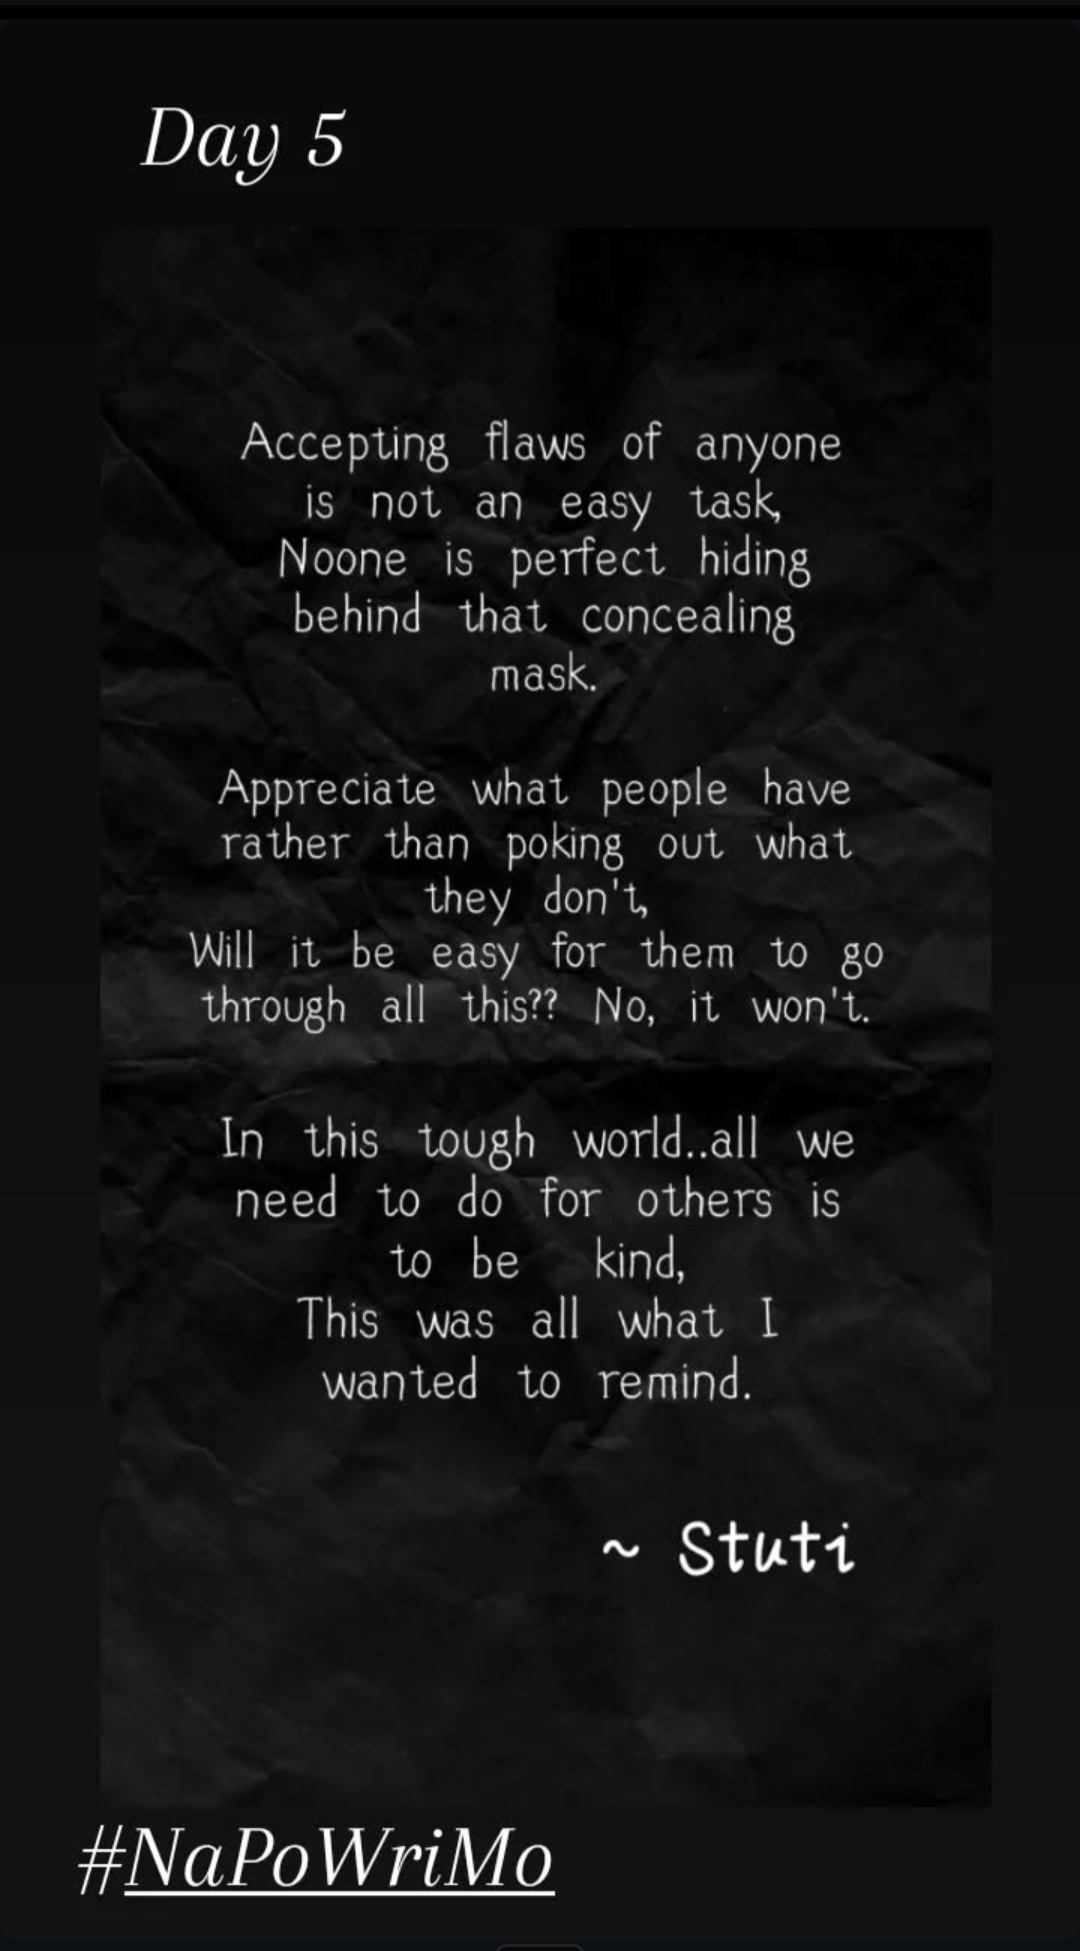 Day 5
Accepting flaws of anyone
is not an easy task,
Noone is perfect hiding
behind that concealing
mask.
Appreciate what people have
rather than poking out what
they don't,
Will it be easy for them to go
through all this?? No, it won't.
In this tough world..all we
need to do for others is
to be kind,
This was all what I
wanted to remind.
~ Stuti
#NaPoWriMo